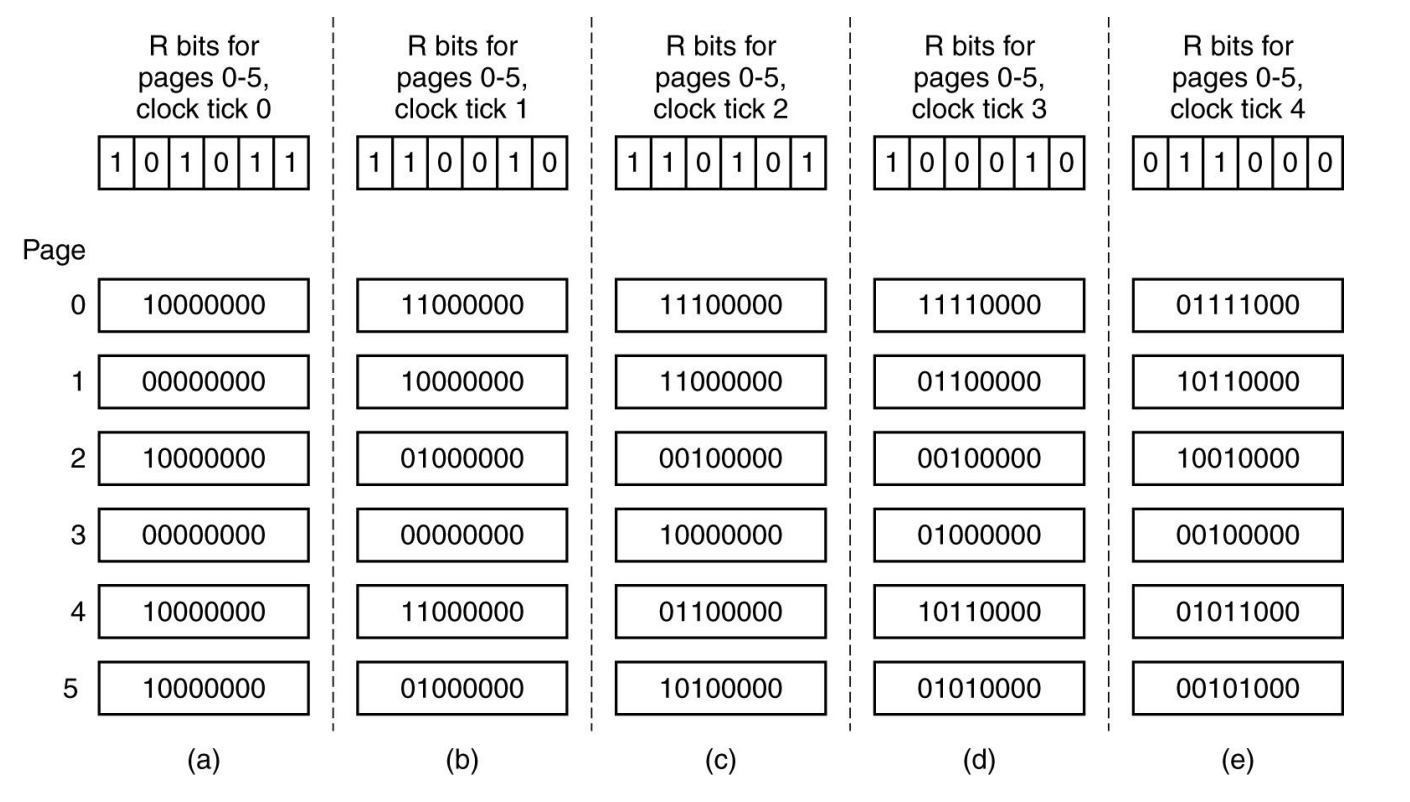 R bits for pages 0-5, clock tick 0
R bits for pages 0-5, clock tick 1
R bits for pages 0-5, clock tick 2
R bits for pages 0-5, clock tick 3
R bits for pages 0-5, clock tick 4
1 0 1 0 1 1
1 1 0 0 1 0
1 1 0 1 0 1
1 0 0 0 1 0
0 1 1 0 0 0
Page
0 10000000 11000000 11100000 11110000 01111000
1 00000000 10000000 11000000 01100000 10110000
2 10000000 01000000 00100000 00100000 10010000
3 00000000 00000000 10000000 01000000 00100000
4 10000000 11000000 01100000 10110000 01011000
5 10000000 01000000 10100000 01010000 00101000
(a) (b) (c) (d) (e)